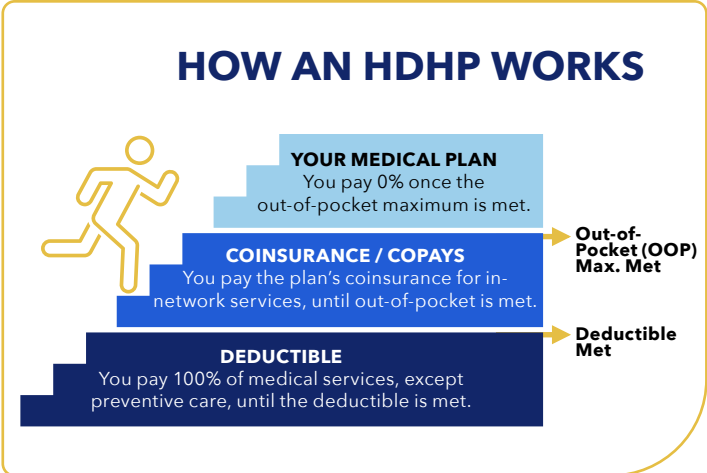 HOW AN HDHP WORKS
YOUR MEDICAL PLAN
You pay 0% once the
out-of-pocket maximum is met.
Out-of-
Pocket (OOP)
Max. Met
COINSURANCE / COPAYS
You pay the plan’s coinsurance for in-
network services, until out-of-pocket is met.
Deductible
Met
DEDUCTIBLE
You pay 100% of medical services, except
preventive care, until the deductible is met.